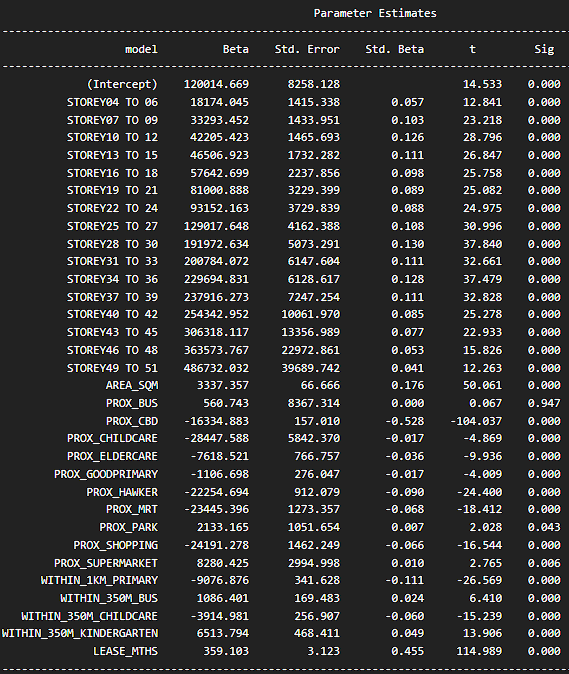 Parameter Estimates
model Beta Std. Error Std. Beta t Sig
(Intercept) 120014.669 8258.128 14.533 0.000
STOREY04 TO 06 18174.045 1415.338 0.057 12.841 0.000
STOREY07 TO 09 33293.452 1433.951 0.103 23.218 0.000
STOREY10 TO 12 42205.423 1465.693 0.126 28.796 0.000
STOREY13 TO 15 46506.923 1732.282 0.111 26.847 0.000
STOREY16 TO 18 57642.699 2237.856 0.098 25.758 0.000
STOREY19 TO 21 81000.888 3229.399 0.089 25.082 0.000
STOREY22 TO 24 93152.163 3729.839 0.088 24.975 0.000
STOREY25 TO 27 129017.648 4162.388 0.108 30.996 0.000
STOREY28 TO 30 191972.634 5073.291 0.130 37.840 0.000
STOREY31 TO 33 200784.072 6147.604 0.111 32.661 0.000
STOREY34 TO 36 229694.831 6128.617 0.128 37.479 0.000
STOREY37 TO 39 237916.273 7247.254 0.111 32.828 0.000
STOREY40 TO 42 254342.952 10061.970 0.085 25.278 0.000
STOREY43 TO 45 306318.117 13356.989 0.077 22.933 0.000
STOREY46 TO 48 363573.767 22972.861 0.053 15.826 0.000
STOREY49 TO 51 486732.032 39689.742 0.041 12.263 0.000
AREA_SQM 3337.357 66.666 0.176 50.061 0.000
PROX_BUS 560.743 8367.314 0.000 0.067 0.947
PROX_CBD -16334.883 157.010 -0.528 -104.037 0.000
PROX_CHILDCARE -28447.588 5842.370 -0.017 -4.869 0.000
PROX_ELDERCARE -7618.521 766.757 -0.036 -9.936 0.000
PROX_GOODPRIMARY -1106.698 276.047 -0.017 -4.009 0.000
PROX_HAWKER -22254.694 912.079 -0.090 -24.400 0.000
PROX_MRT -23445.396 1273.357 -0.068 -18.412 0.000
PROX_PARK 2133.165 1051.654 0.007 2.028 0.043
PROX_SHOPPING -24191.278 1462.249 -0.066 -16.544 0.000
PROX_SUPERMARKET 8280.425 2994.998 0.010 2.765 0.006
WITHIN_1KM_PRIMARY -9076.876 341.628 -0.111 -26.569 0.000
WITHIN_350M_BUS 1086.401 169.483 0.024 6.410 0.000
WITHIN_350M_CHILDCARE -3914.981 256.907 -0.060 -15.239 0.000
WITHIN_350M_KINDERGARTEN 6513.794 468.411 0.049 13.906 0.000
LEASE_MTHS 359.103 3.123 0.455 114.989 0.000